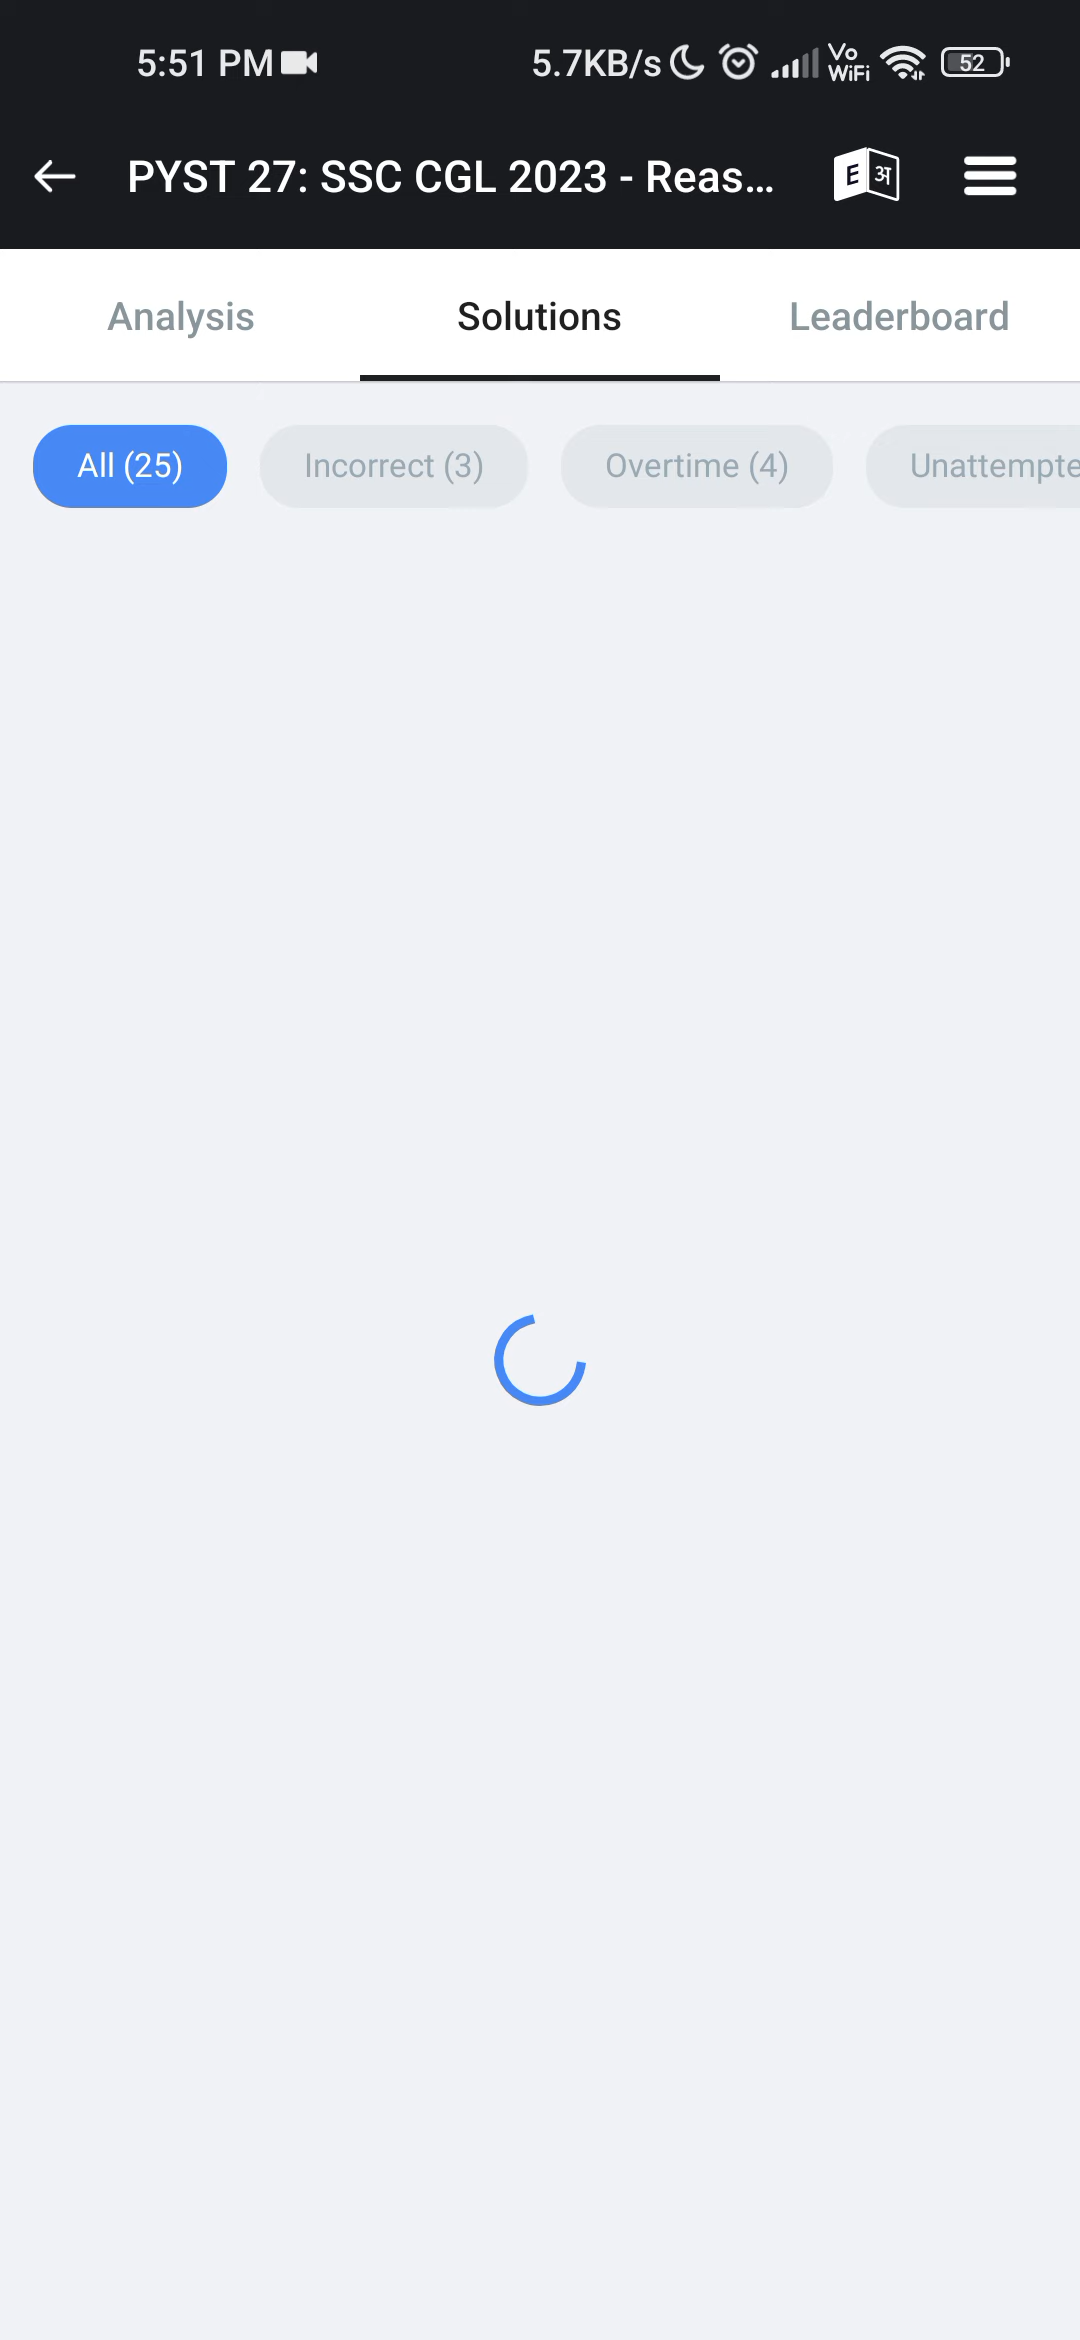 5:51 PM 5.7KB/s Vo WiFi 52
PYST 27: SSC CGL 2023 - Reas... E अ
Analysis Solutions Leaderboard
All (25) Incorrect (3) Overtime (4) Unattempte